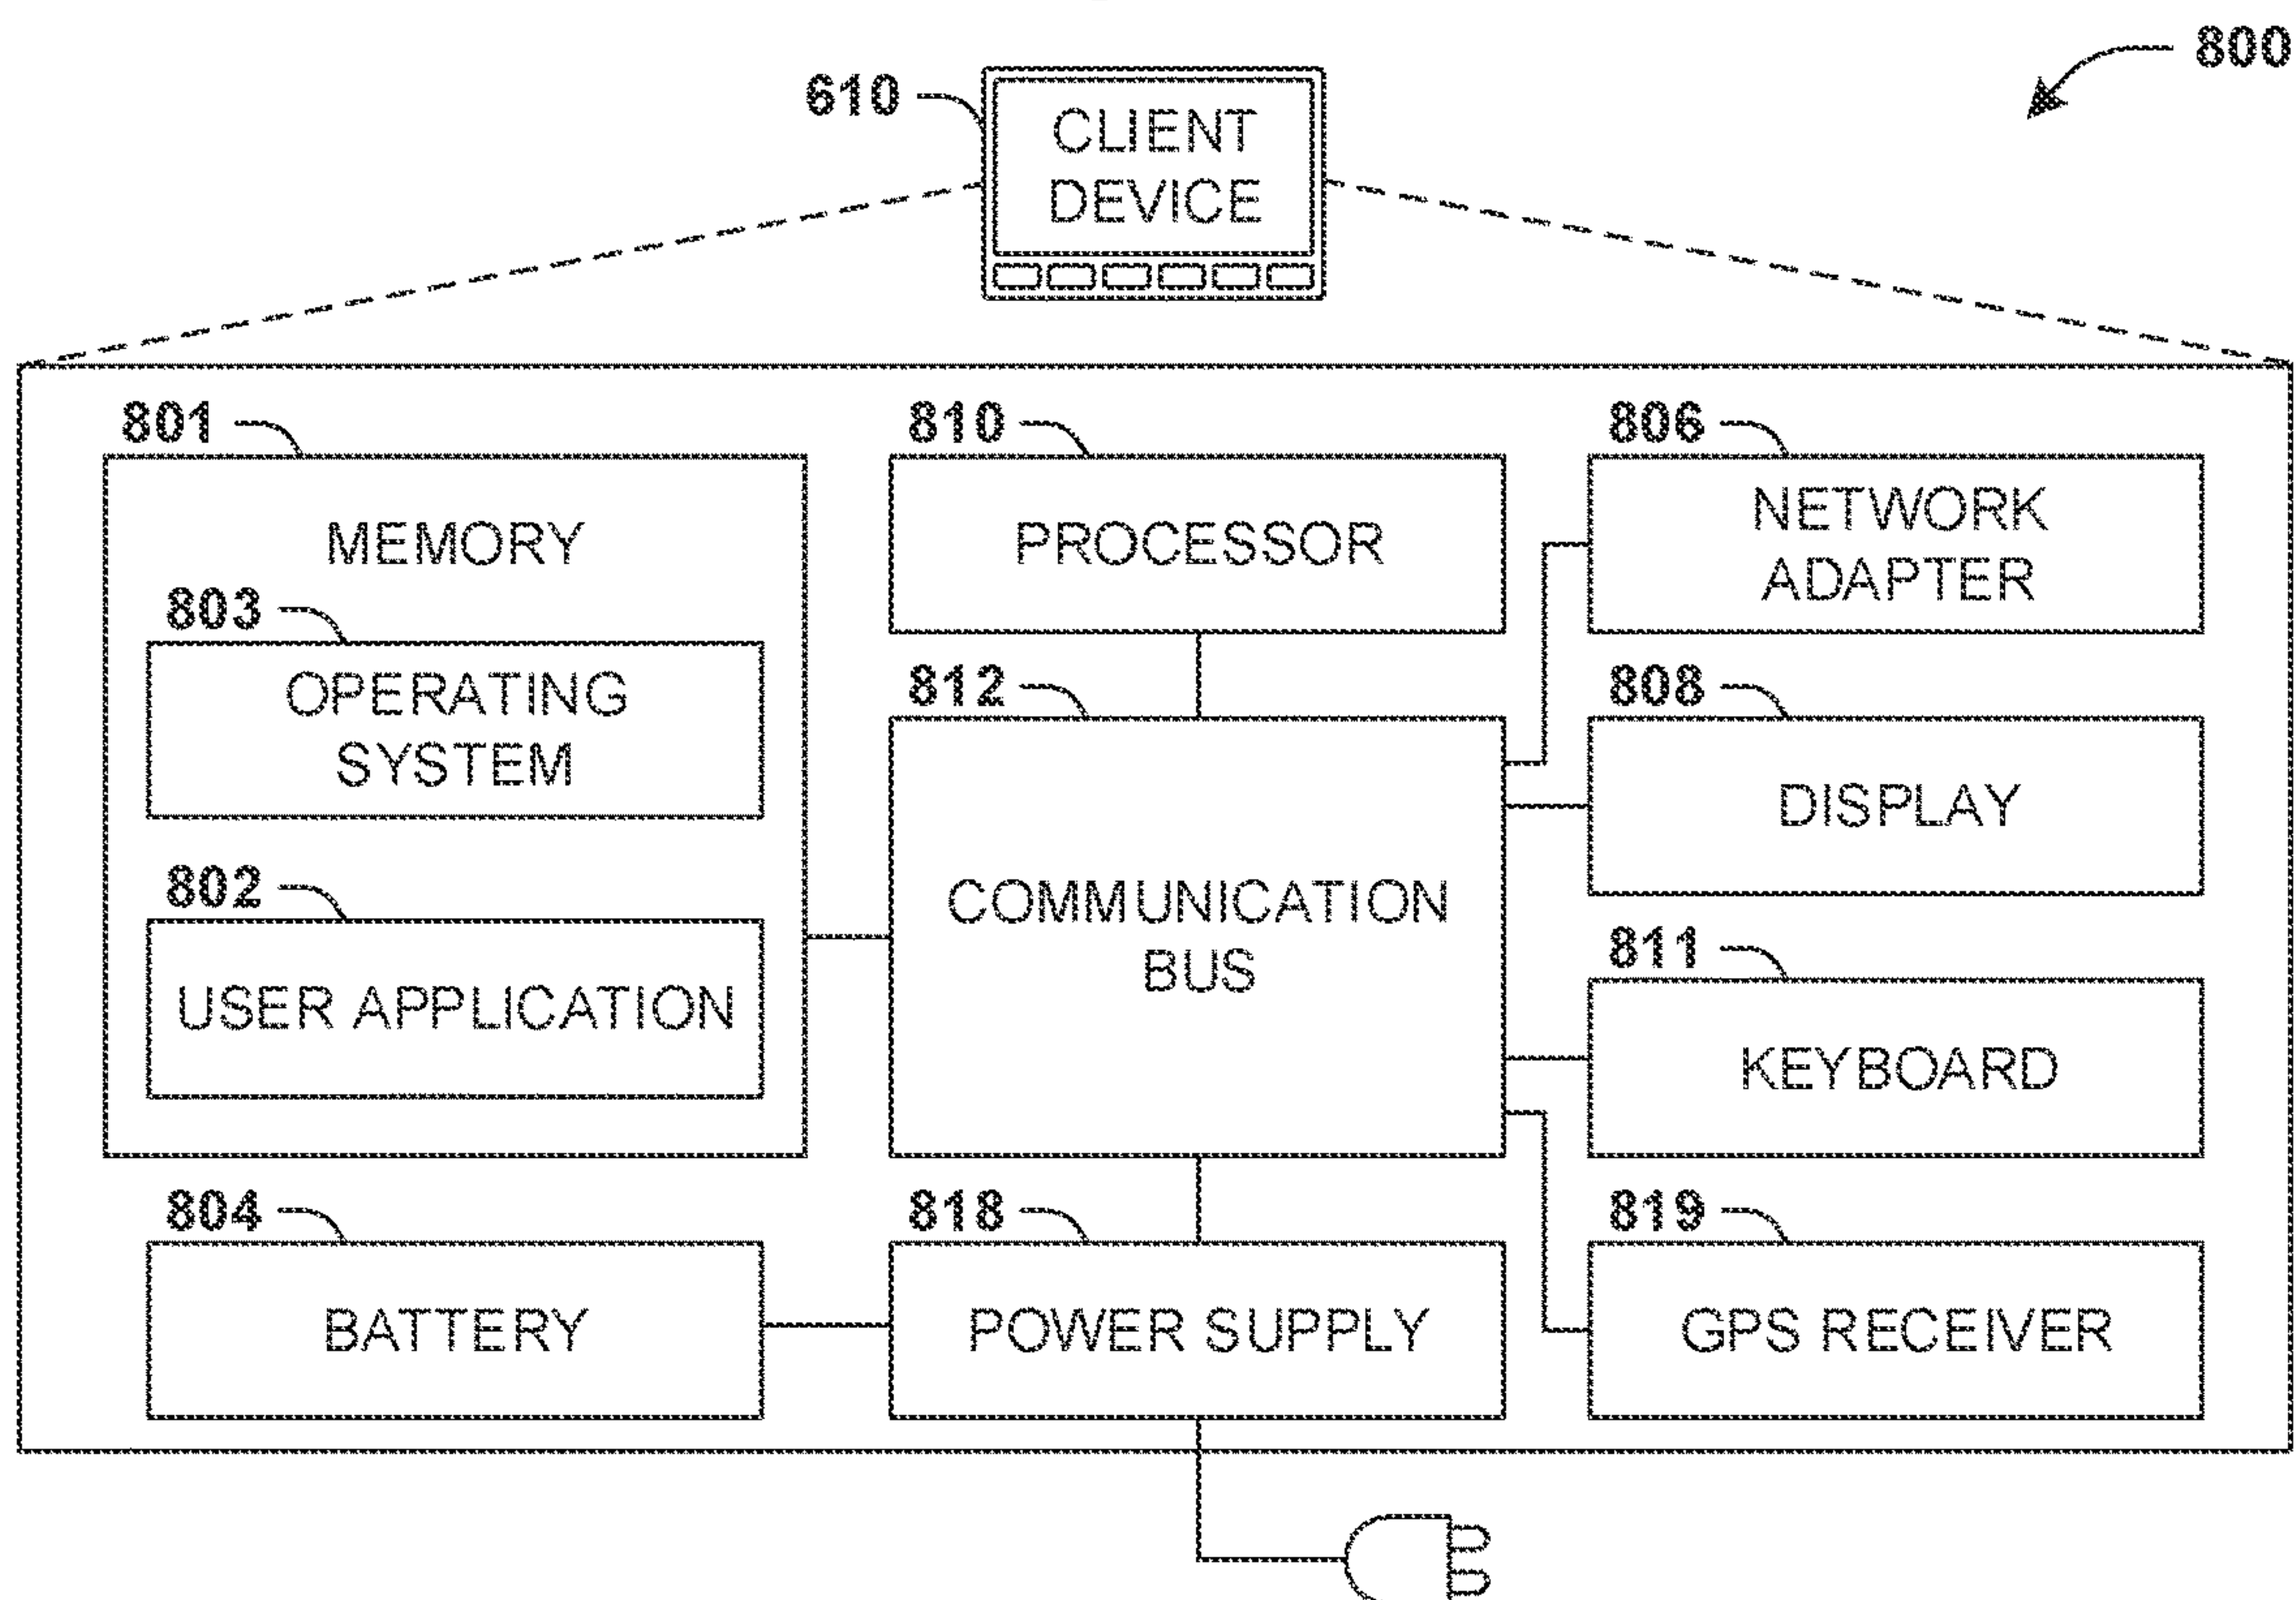 800
610
CLIENT
DEVICE
801
MEMORY
803
OPERATING
SYSTEM
802
USER APPLICATION
804
BATTERY
810
PROCESSOR
812
COMMUNICATION
BUS
818
POWER SUPPLY
806
NETWORK
ADAPTER
808
DISPLAY
811
KEYBOARD
819
GPS RECEIVER